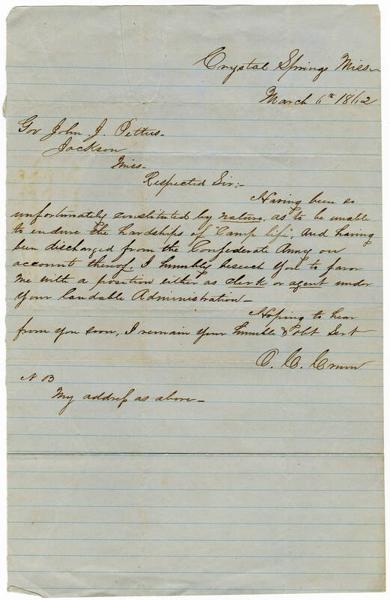 Crystal Springs Miss
March 6th 1862
Gov John J. Pettus
Jackson
Miss
Respected Sir:-
Having been so
unfortunately constituted by nature, as to be unable
to endure the hardships of "Camp life," and having
been discharged from the Confederate Army on
account thereof, I humbly beseech you to favor
me with a position either as clerk or agent under
your laudable Administration-
Hoping to hear
from you soon, I remain your humble & obt Sert
C. C.
N B
My address as above-